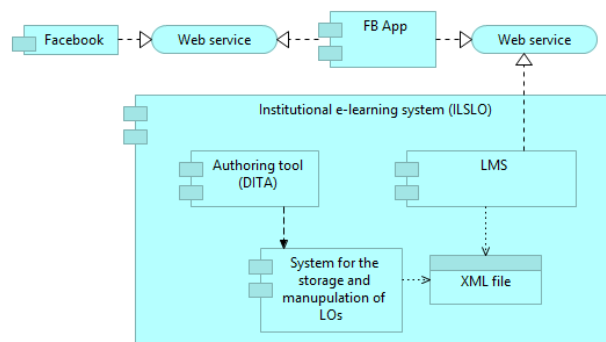 Facebook
Web service
FB App
Web service
Institutional e-learning system (ILSLO)
Authoring tool
(DITA)
LMS
System for the
storage and
manupulation of
LOs
XML file